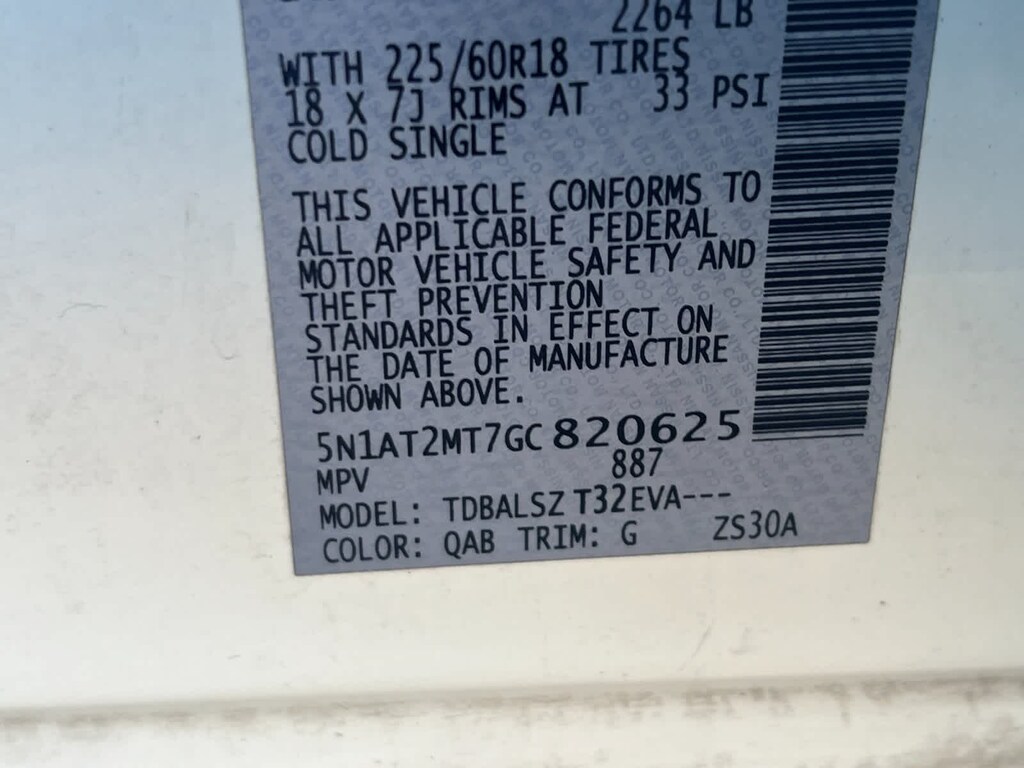 2264 LB
WITH 225/60R18 TIRES
18 X 7J RIMS AT 33 PSI
COLD SINGLE
THIS VEHICLE CONFORMS TO
ALL APPLICABLE FEDERAL
MOTOR VEHICLE SAFETY AND
THEFT PREVENTION
STANDARDS IN EFFECT ON
THE DATE OF MANUFACTURE
SHOWN ABOVE.
5N1AT2MT7GC820625
MPV 887
MODEL: TDBALSZ T32EVA---
COLOR: QAB TRIM: G ZS30A